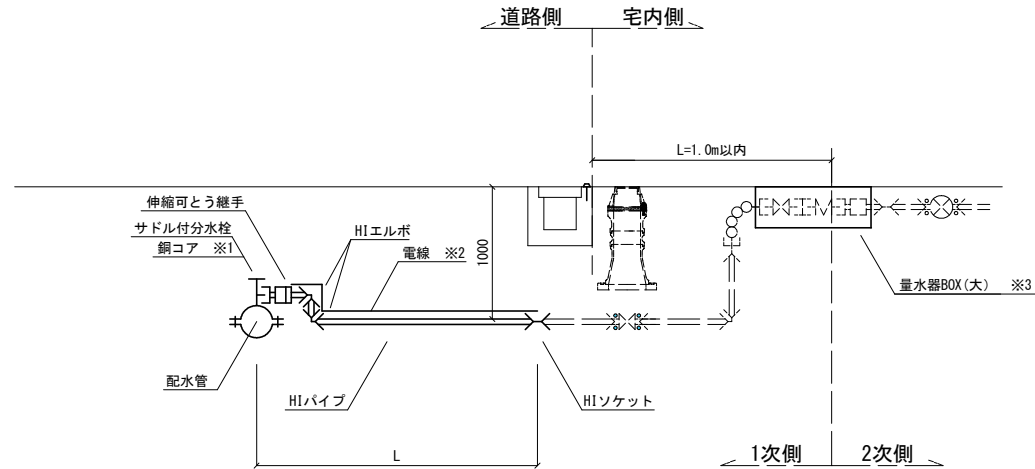 道路側
宅内側
L=1.0m以内
伸縮可とう継手
サドル付分水栓
銅コア ※1
HIエルボ
電線 ※2
1000
量水器BOX(大) ※3
配水管
HIパイプ
HIソケット
L
1次側
2次側